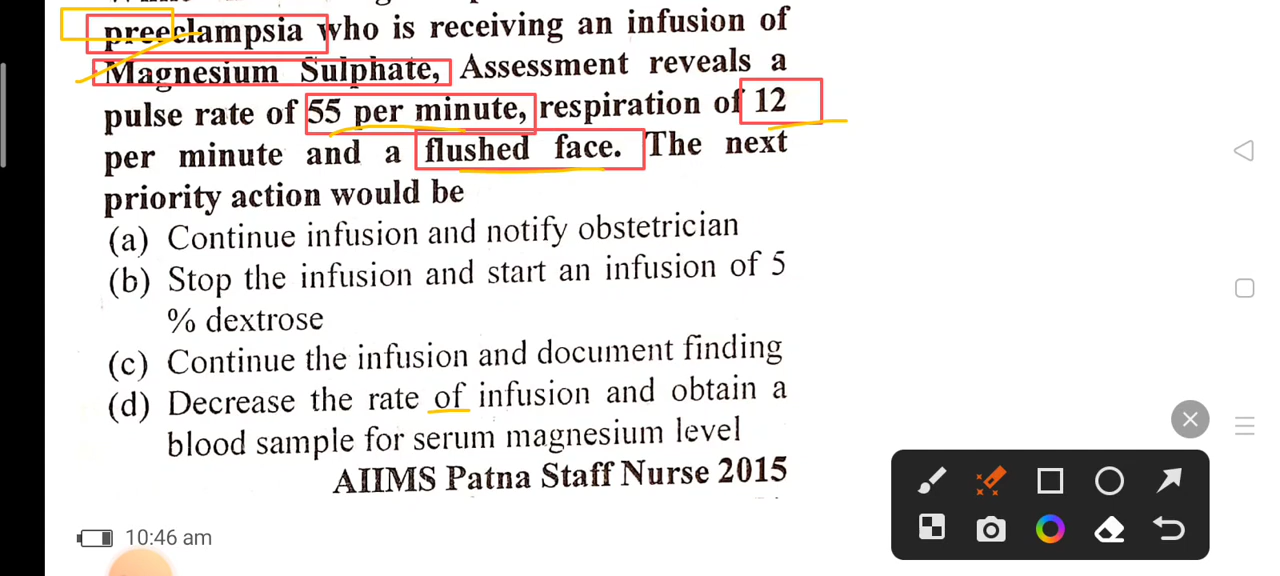 preeclampsia who is receiving an infusion of
Magnesium Sulphate, Assessment reveals a
pulse rate of 55 per minute, respiration of 12
per minute and a flushed face. The next
priority action would be
(a) Continue infusion and notify obstetrician
(b) Stop the infusion and start an infusion of 5
% dextrose
(c) Continue the infusion and document finding
(d) Decrease the rate of infusion and obtain a
blood sample for serum magnesium level
AIIMS Patna Staff Nurse 2015
10:46 am